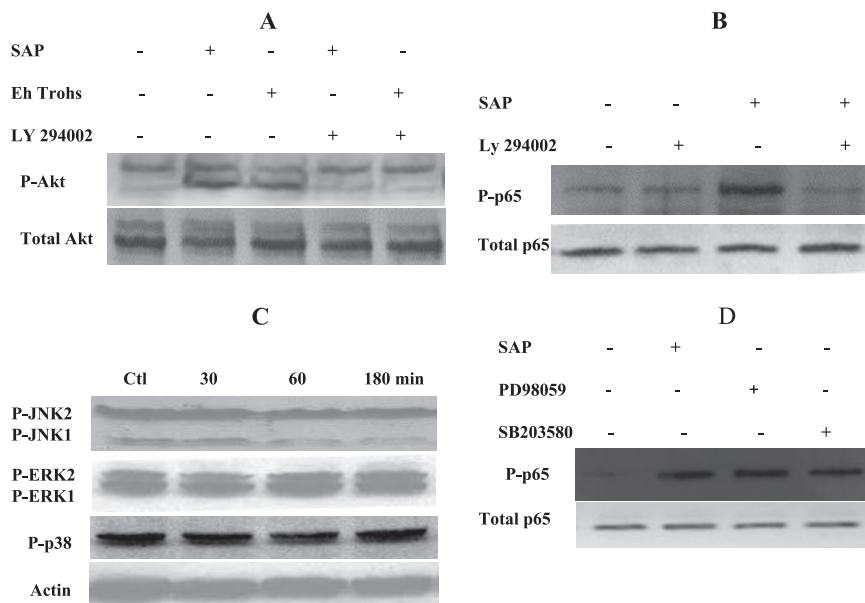 A
SAP - + - + -
Eh Trohs - - + - +
LY 294002 - - - + +
P-Akt
Total Akt
B
SAP - - + +
Ly 294002 - + - +
P-p65
Total p65
C
Ctl 30 60 180 min
P-JNK2
P-JNK1
P-ERK2
P-ERK1
P-p38
Actin
D
SAP - + - -
PD98059 - - + -
SB203580 - - - +
P-p65
Total p65